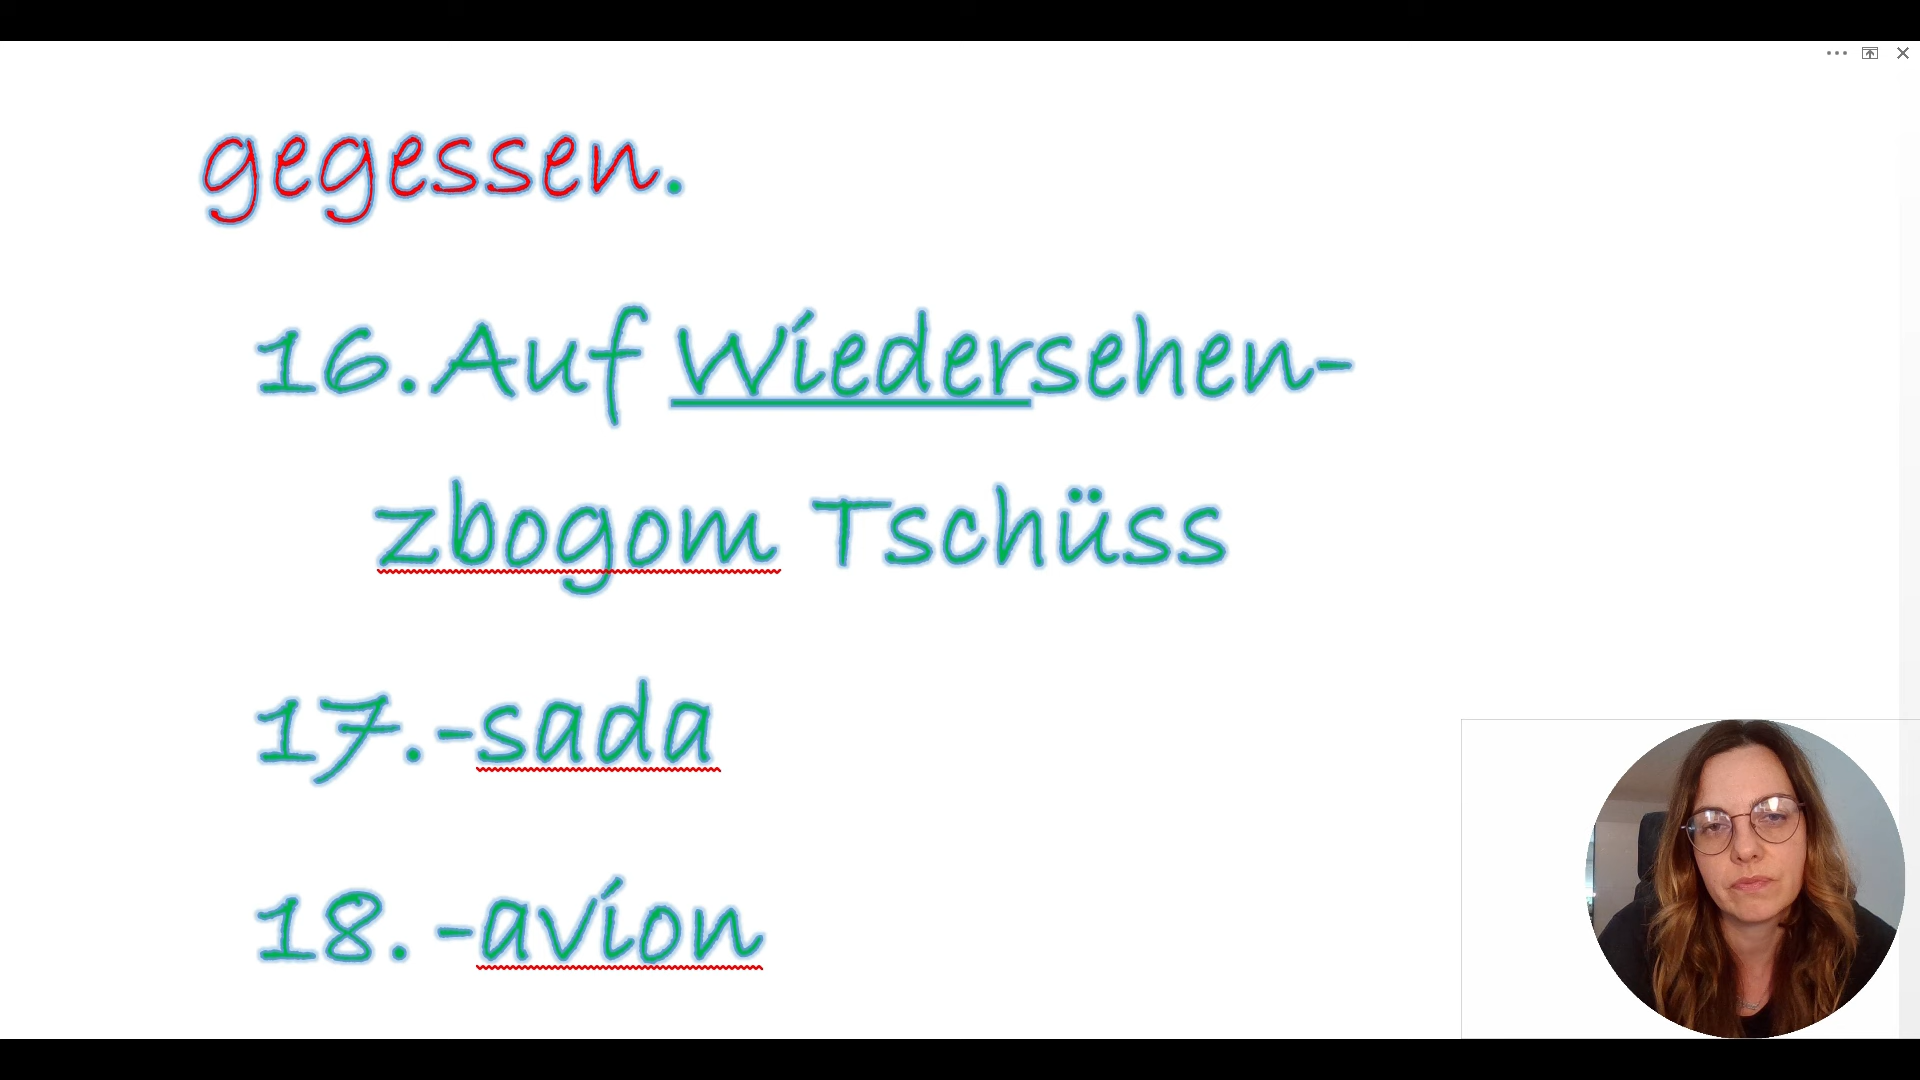 gegessen.
16. Auf Wiedersehen-
zbogom Tschüss
17. -sada
18. -avion